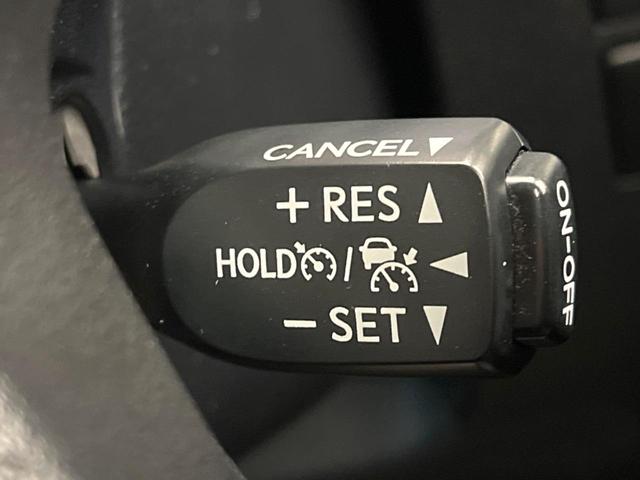 CANCEL ▼
+ RES ▲
HOLD / ◀
− SET ▼
ON-OFF